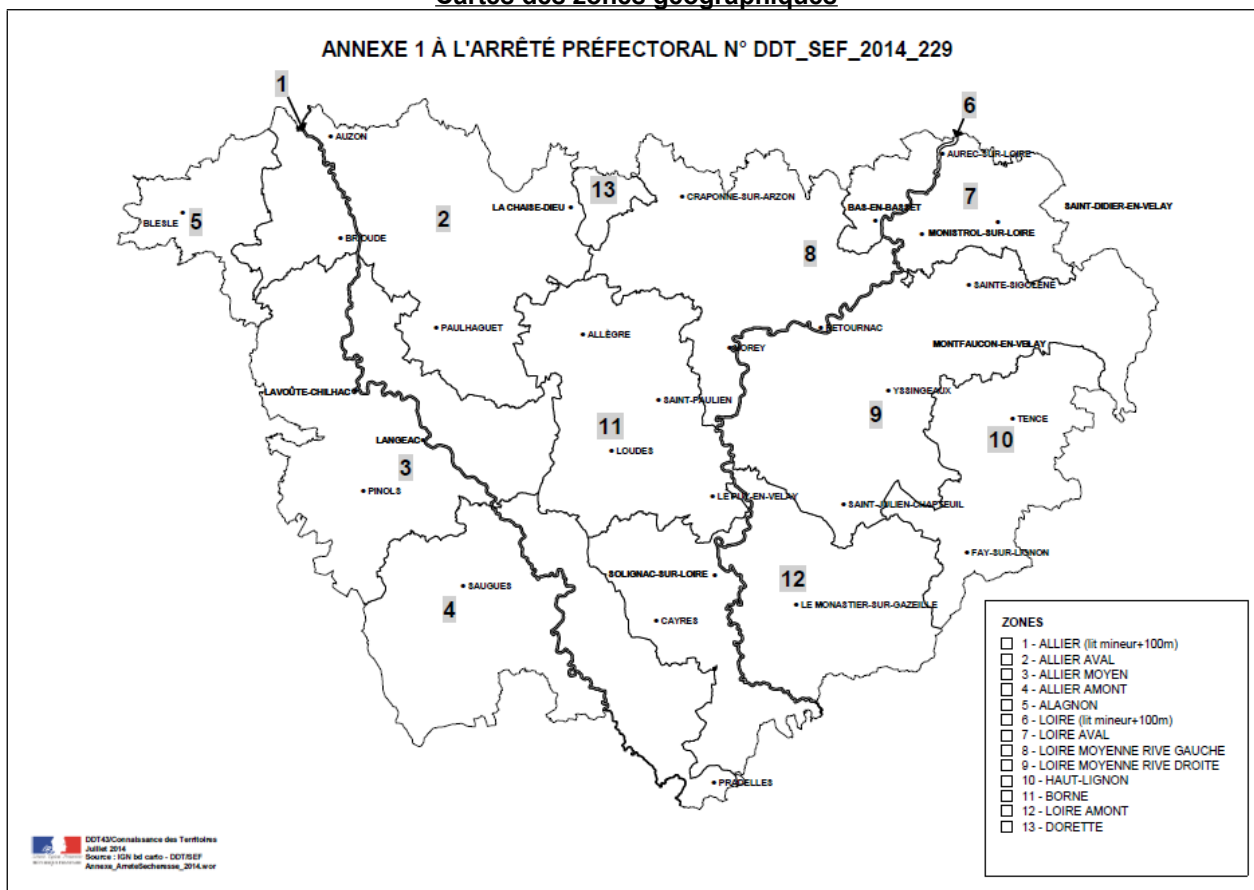 Cartes des zones géographiques
ANNEXE 1 À L'ARRÊTÉ PRÉFECTORAL N° DDT_SEF_2014_229
1
6
AUZON
AUREC-SUR-LOIRE
13
CRAPONNE-SUR-ARZON
7
LA CHAISE-DIEU
BAS-EN-BASSET
SAINT-DIDIER-EN-VELAY
BLESLE
5
2
MONISTROL-SUR-LOIRE
BRIOUDE
8
SAINTE-SIGOLÈNE
PAULHAGUET
ALLÈGRE
RETOURNAC
VOREY
MONTFAUCON-EN-VELAY
LAVOÛTE-CHILHAC
YSSINGEAUX
SAINT-PAULIEN
9
TENCE
10
11
LANGEAC
LOUDES
3
PINOLS
LE PUY-EN-VELAY
SAINT-JULIEN-CHAPTEUIL
FAY-SUR-LIGNON
SOLIGNAC-SUR-LOIRE
12
SAUGUES
4
LE MONASTIER-SUR-GAZEILLE
CAYRES
PRADELLES
ZONES
1 - ALLIER (lit mineur+100m)
2 - ALLIER AVAL
3 - ALLIER MOYEN
4 - ALLIER AMONT
5 - ALAGNON
6 - LOIRE (lit mineur+100m)
7 - LOIRE AVAL
8 - LOIRE MOYENNE RIVE GAUCHE
9 - LOIRE MOYENNE RIVE DROITE
10 - HAUT-LIGNON
11 - BORNE
12 - LOIRE AMONT
13 - DORETTE
DDT43/Connaissance des Territoires
Juillet 2014
Source : IGN bd carto - DDT/SEF
Annexe_ArreteSecheresse_2014.wor